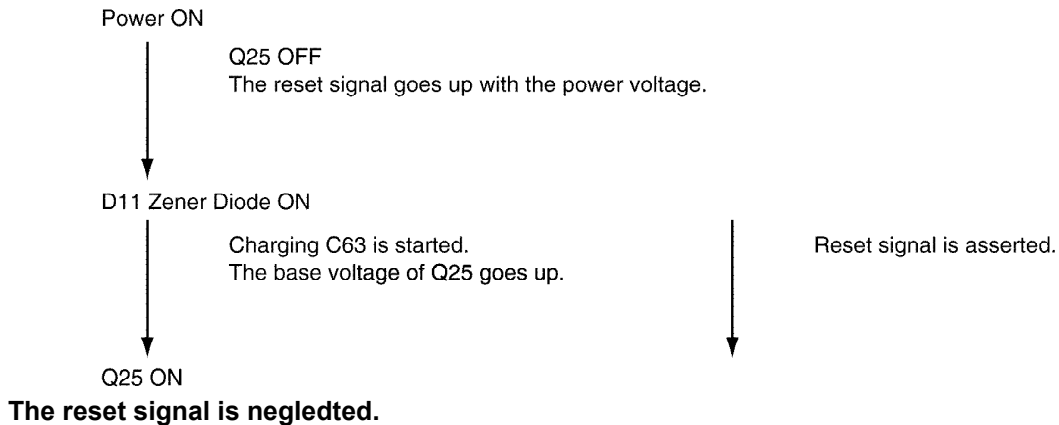 Power ON
Q25 OFF
The reset signal goes up with the power voltage.
D11 Zener Diode ON
Charging C63 is started.
Reset signal is asserted.
The base voltage of Q25 goes up.
Q25 ON
The reset signal is negledted.